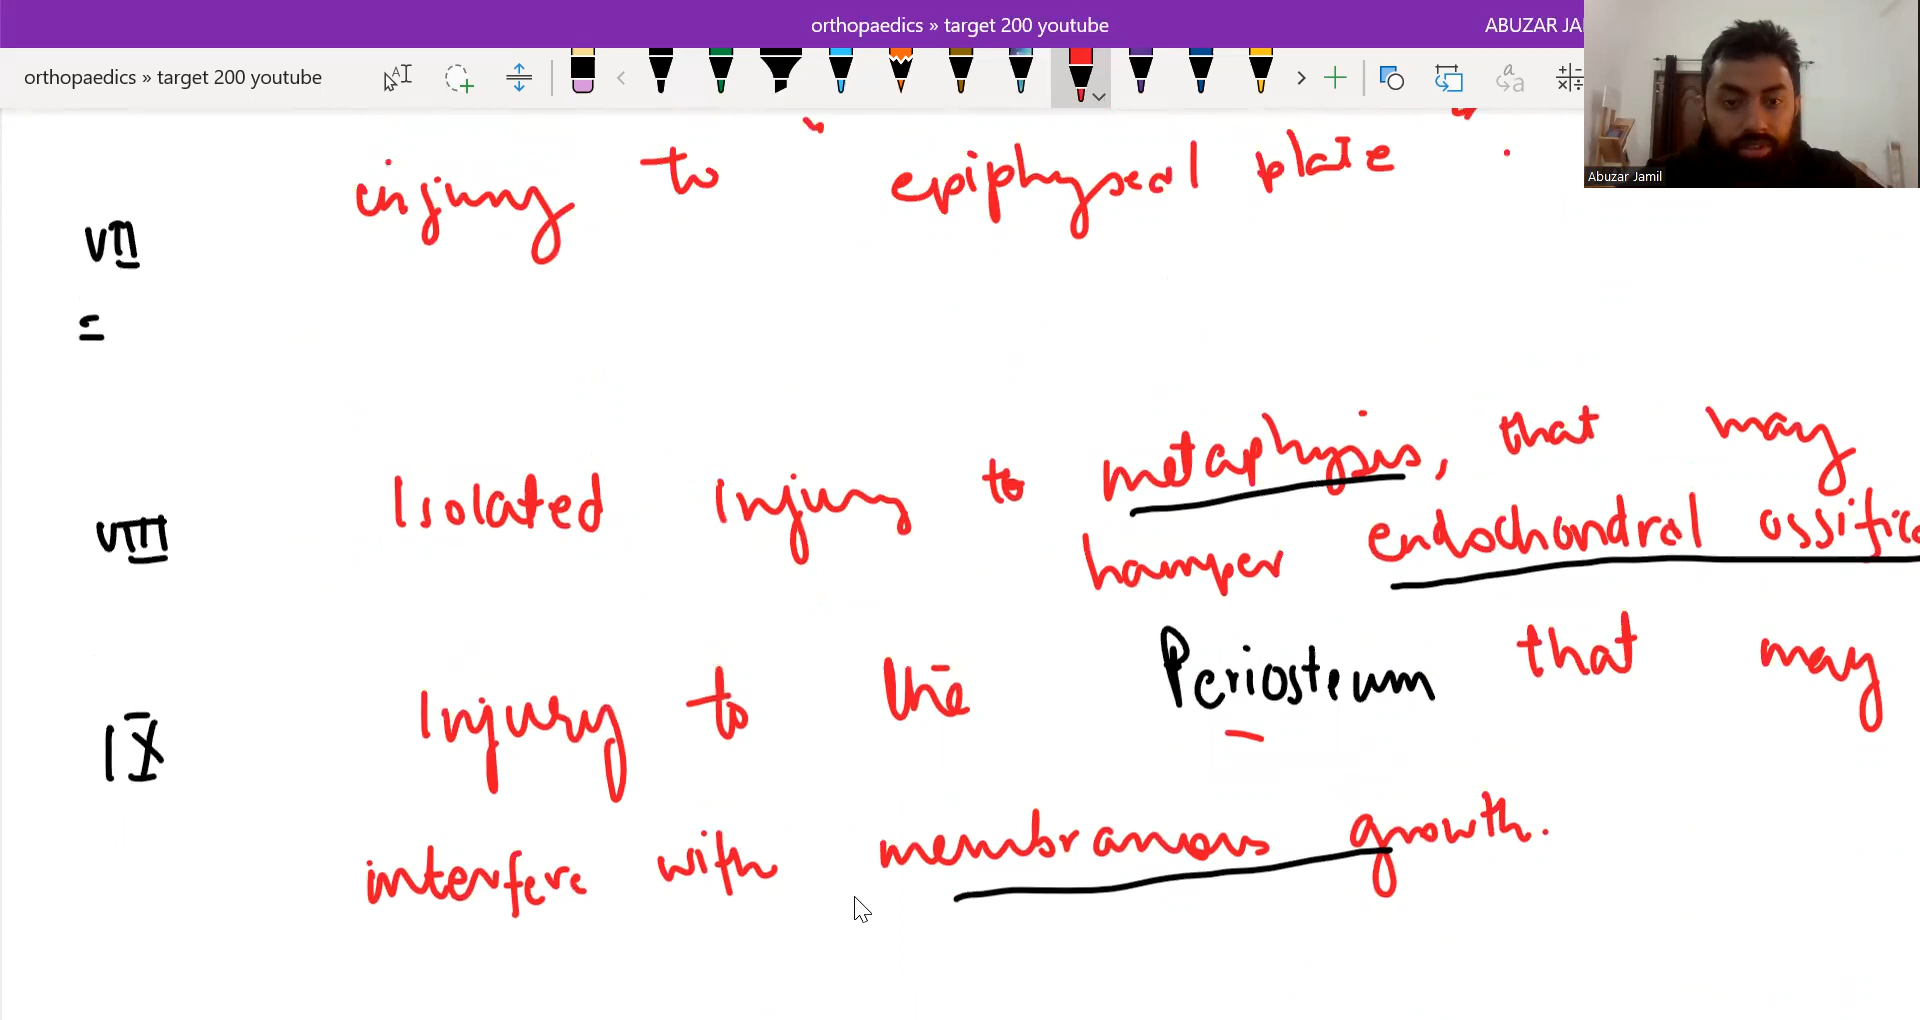 orthopaedics » target 200 youtube
ABUZAR JA
orthopaedics » target 200 youtube
Abuzar Jamil
injury to " epiphyseal plate ".
VII
=
Isolated Injury to metaphysis, that may
VIII
hamper endochondral ossific
Injury to the Periosteum that may
IX
interfere with membranous growth.